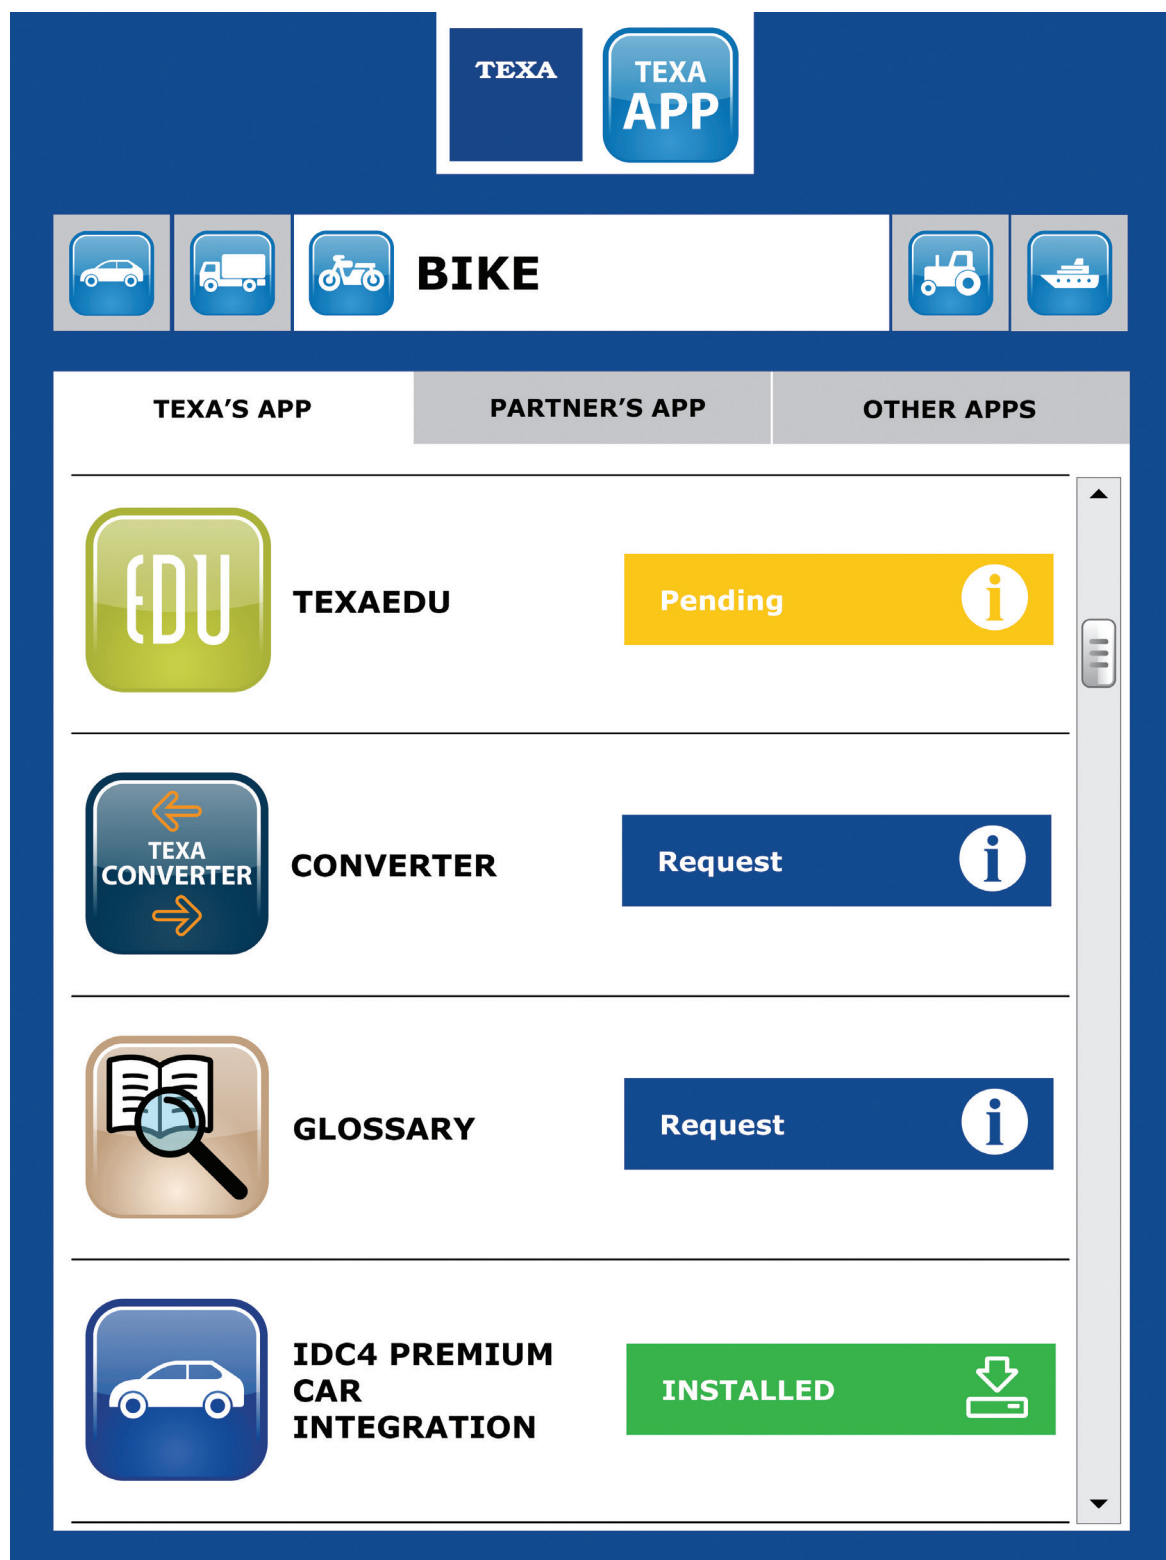 TEXA
TEXA
APP
BIKE
TEXA’S APP
PARTNER’S APP
OTHER APPS
EDU
TEXAEDU
Pending
i
TEXA
CONVERTER
CONVERTER
Request
i
GLOSSARY
Request
i
IDC4 PREMIUM
CAR
INTEGRATION
INSTALLED